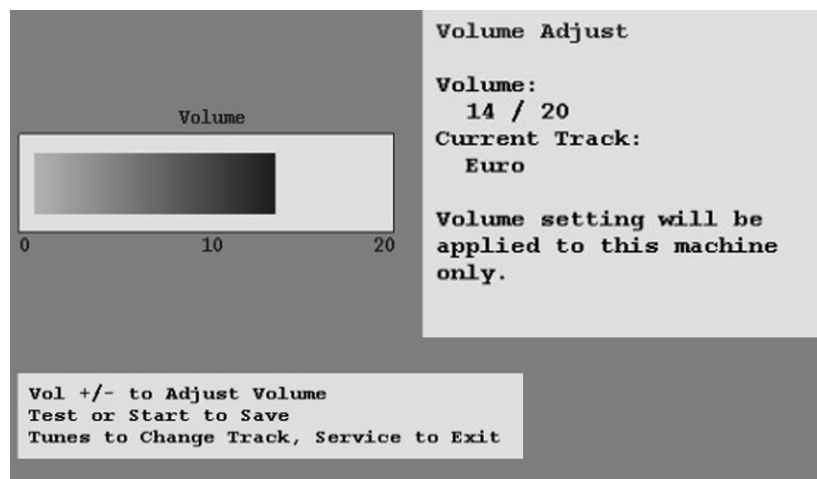 Volume Adjust
Volume:
14 / 20
Current Track:
Euro
Volume setting will be
applied to this machine
only.
Volume
0 10 20
Vol +/- to Adjust Volume
Test or Start to Save
Tunes to Change Track, Service to Exit